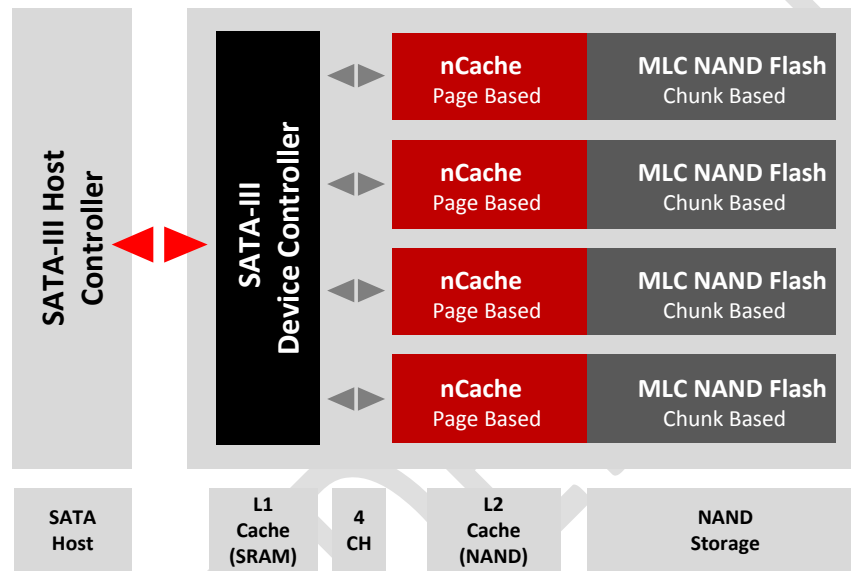 SATA-III Host
Controller
SATA-III
Device Controller
nCache
Page Based
MLC NAND Flash
Chunk Based
nCache
Page Based
MLC NAND Flash
Chunk Based
nCache
Page Based
MLC NAND Flash
Chunk Based
nCache
Page Based
MLC NAND Flash
Chunk Based
SATA
Host
L1
Cache
(SRAM)
4
CH
L2
Cache
(NAND)
NAND
Storage